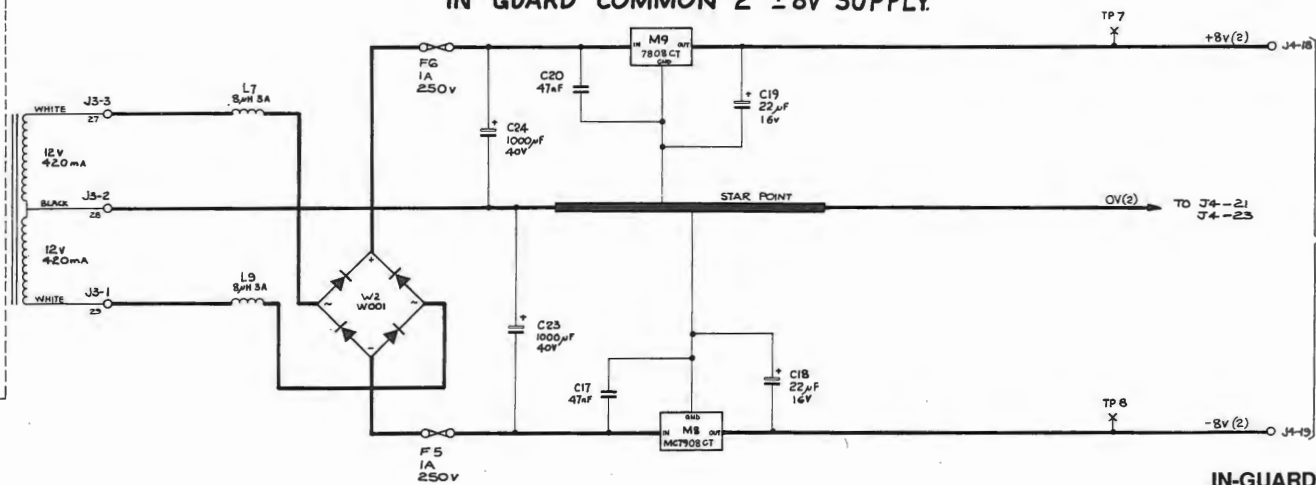 IN GUARD COMMON 2 ±8V SUPPLY.
TP7
M9
IN OUT
7808CT
GND
+8V(2)
J4-18
F6
1A
250V
C20
47nF
C19
+
22µF
16V
L7
8µH 3A
WHITE
J3-3
27
+
C24
1000µF
40V
12V
420mA
BLACK
J3-2
28
STAR POINT
0V(2)
TO J4-21
J4-23
12V
420mA
L9
8µH 3A
WHITE
J3-1
29
+
~
W2
W001
~
-
+
C23
1000µF
40V
C17
47nF
+
C18
22µF
16V
TP8
GND
IN M8 OUT
MC7908CT
-8V(2)
J4-19
F5
1A
250V
IN-GUARD